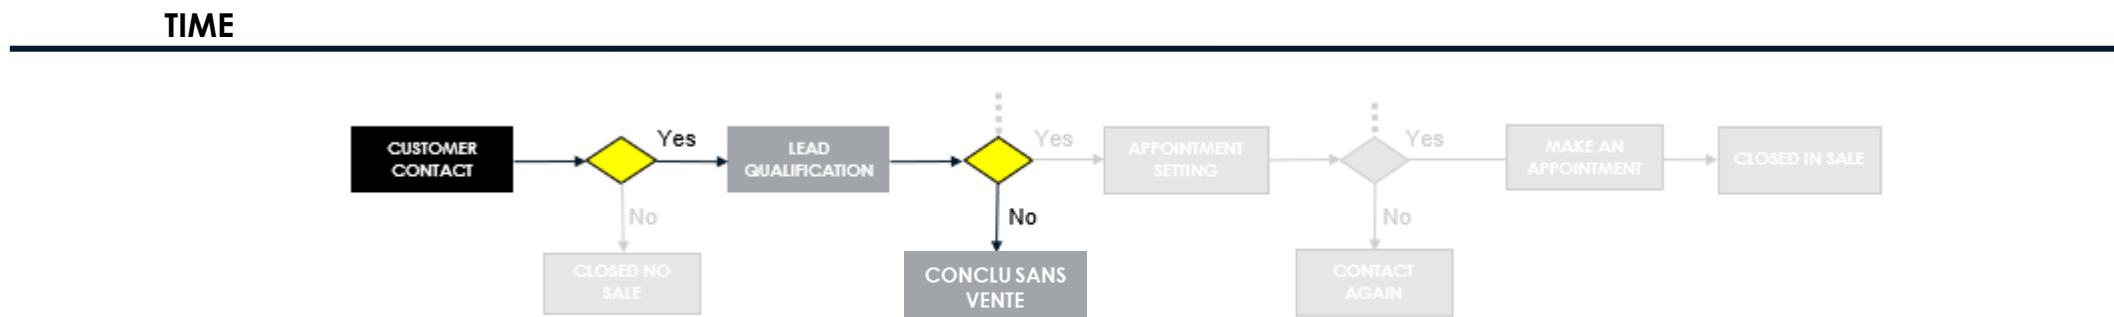 TIME
CUSTOMER
CONTACT
Yes
LEAD
QUALIFICATION
Yes
APPOINTMENT
SETTING
Yes
MAKE AN
APPOINTMENT
CLOSED IN SALE
No
CLOSED NO
SALE
No
CONCLU SANS
VENTE
No
CONTACT
AGAIN